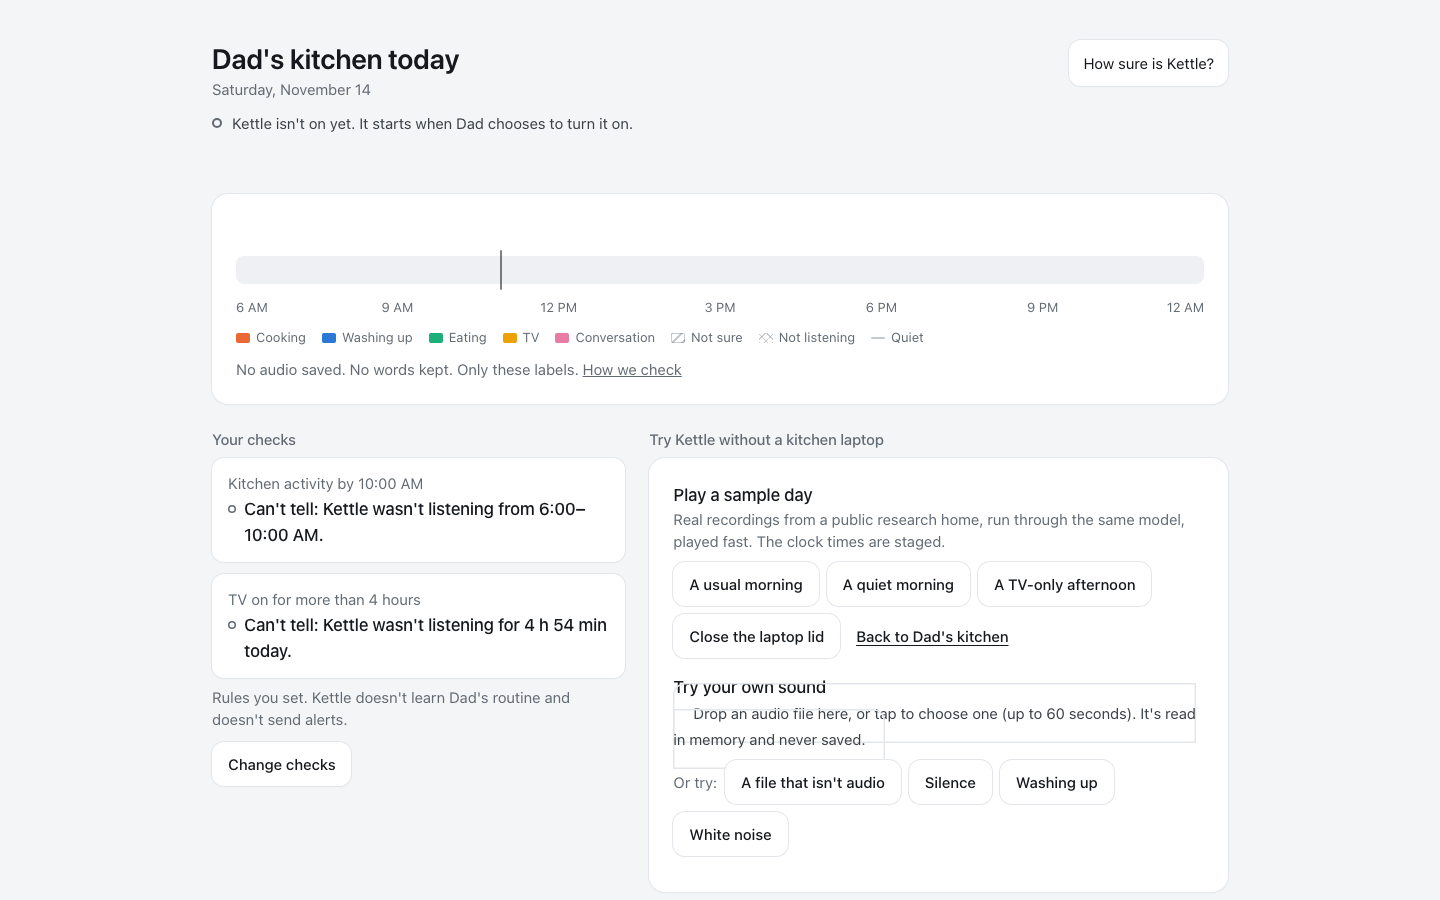 Dad's kitchen today
How sure is Kettle?
Saturday, November 14
Kettle isn't on yet. It starts when Dad chooses to turn it on.
6 AM 9 AM 12 PM 3 PM 6 PM 9 PM 12 AM
Cooking Washing up Eating TV Conversation Not sure Not listening Quiet
No audio saved. No words kept. Only these labels. How we check
Your checks
Kitchen activity by 10:00 AM
Can't tell: Kettle wasn't listening from 6:00–
10:00 AM.
TV on for more than 4 hours
Can't tell: Kettle wasn't listening for 4 h 54 min
today.
Rules you set. Kettle doesn't learn Dad's routine and
doesn't send alerts.
Change checks
Try Kettle without a kitchen laptop
Play a sample day
Real recordings from a public research home, run through the same model,
played fast. The clock times are staged.
A usual morning A quiet morning A TV-only afternoon
Close the laptop lid Back to Dad's kitchen
Try your own sound
Drop an audio file here, or tap to choose one (up to 60 seconds). It's read
in memory and never saved.
Or try: A file that isn't audio Silence Washing up
White noise